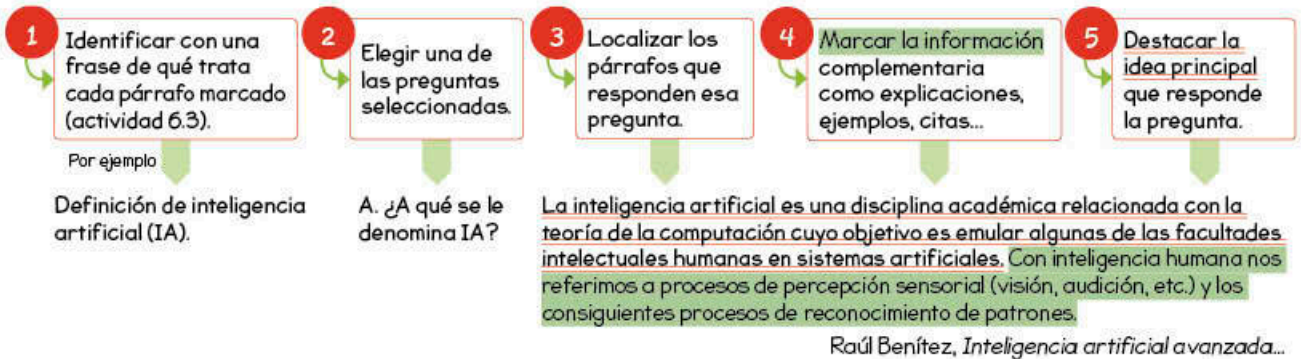 1
Identificar con una
frase de qué trata
cada párrafo marcado
(actividad 6.3).
2
Elegir una de
las preguntas
seleccionadas.
3
Localizar los
párrafos que
responden esa
pregunta.
4
Marcar la información
complementaria
como explicaciones,
ejemplos, citas...
5
Destacar la
idea principal
que responde
la pregunta.
Por ejemplo
Definición de inteligencia
artificial (IA).
A. ¿A qué se le
denomina IA?
La inteligencia artificial es una disciplina académica relacionada con la
teoría de la computación cuyo objetivo es emular algunas de las facultades
intelectuales humanas en sistemas artificiales. Con inteligencia humana nos
referimos a procesos de percepción sensorial (visión, audición, etc.) y los
consiguientes procesos de reconocimiento de patrones.
Raúl Benítez, Inteligencia artificial avanzada...